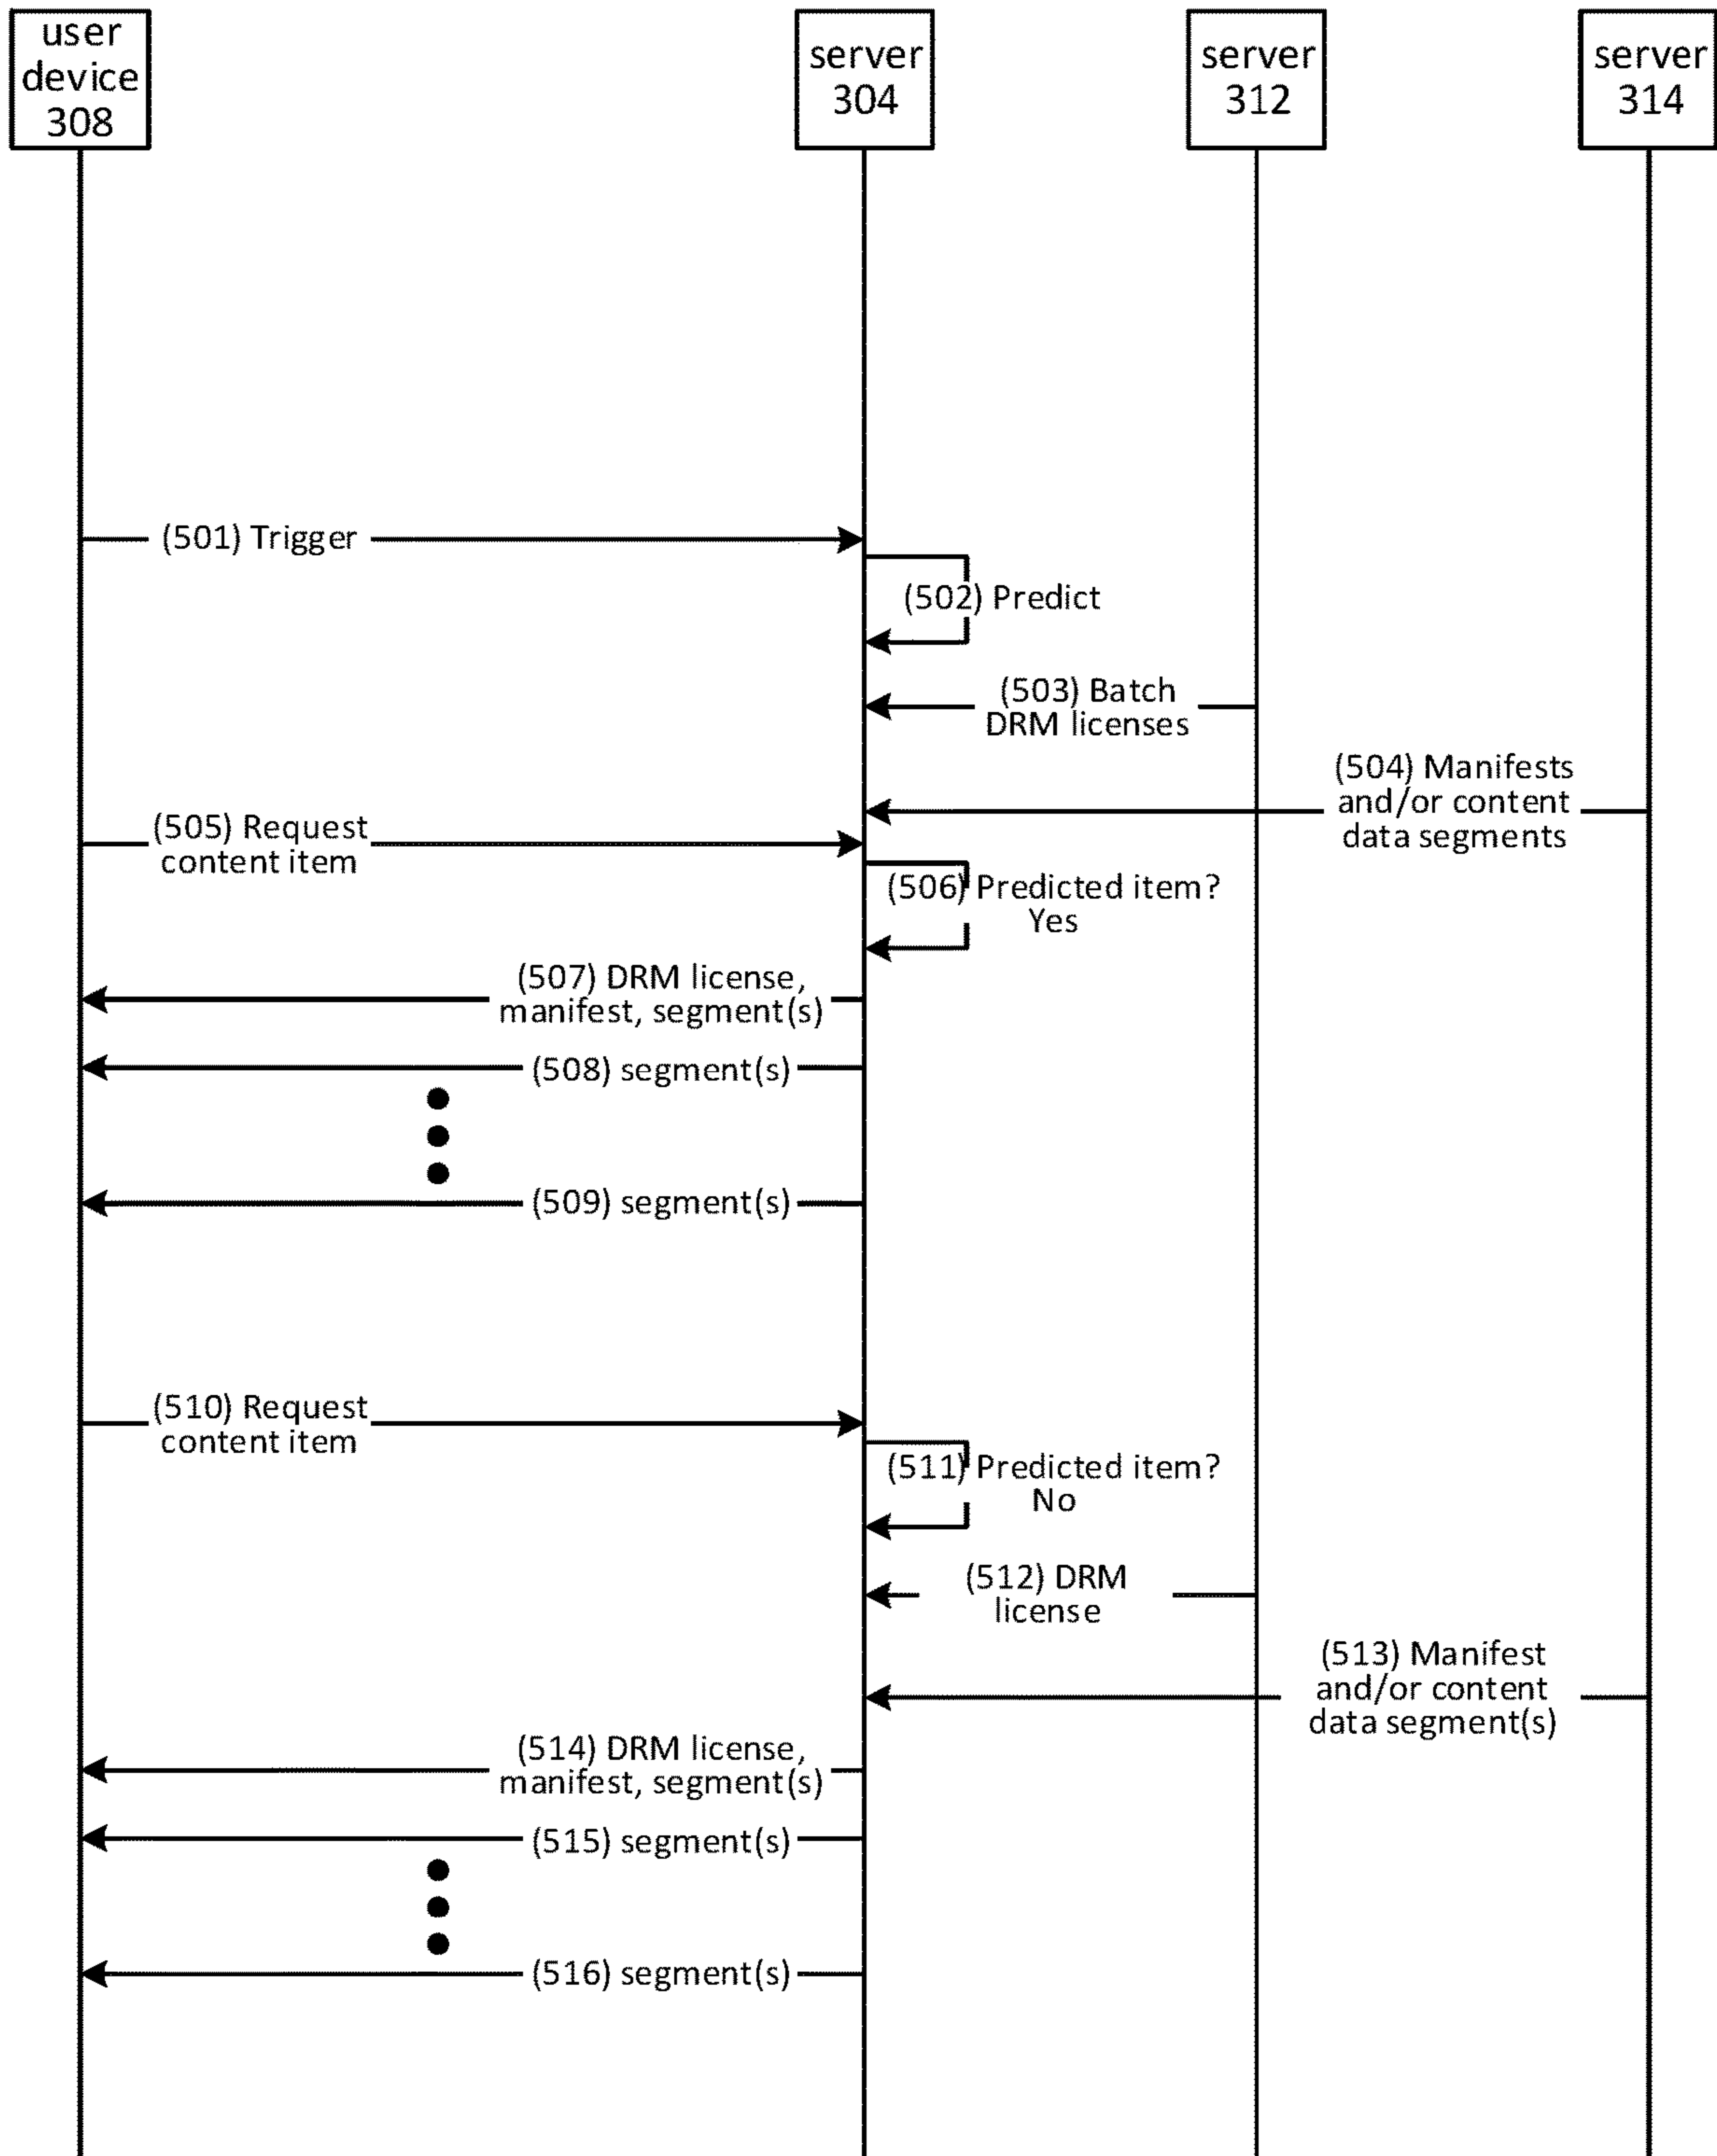 user
device
308
server
304
server
312
server
314
(501) Trigger
(502) Predict
(503) Batch
DRM licenses
(504) Manifests
and/or content
data segments
(505) Request
content item
(506) Predicted item?
Yes
(507) DRM license,
manifest, segment(s)
(508) segment(s)
(509) segment(s)
(510) Request
content item
(511) Predicted item?
No
(512) DRM
license
(513) Manifest
and/or content
data segment(s)
(514) DRM license,
manifest, segment(s)
(515) segment(s)
(516) segment(s)